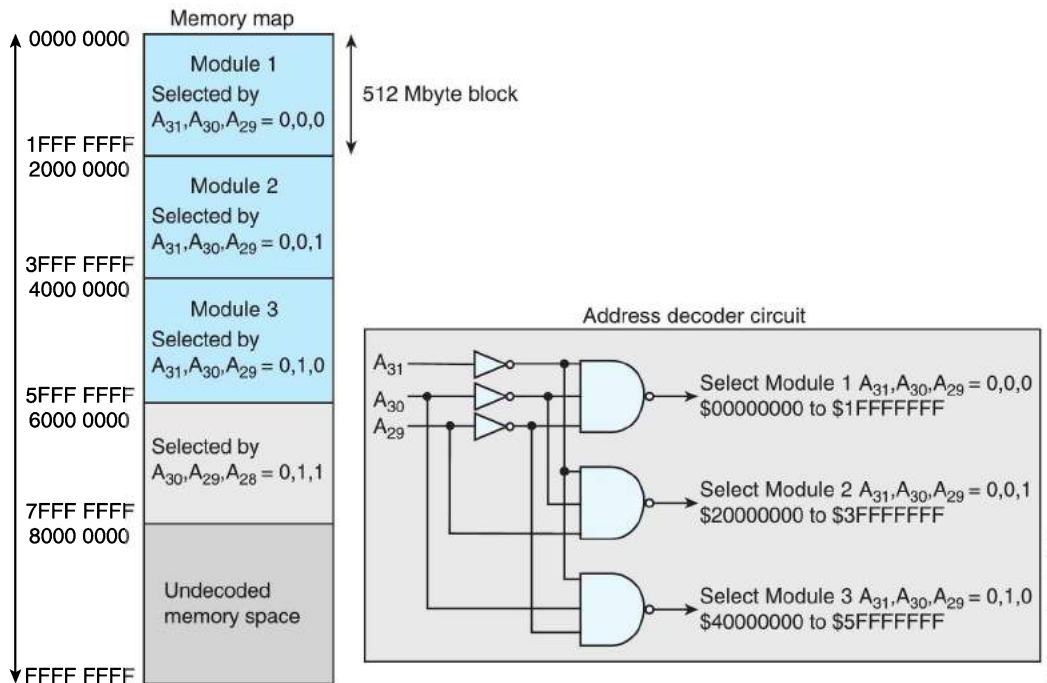 Memory map
0000 0000
Module 1
Selected by
A₃₁,A₃₀,A₂₉ = 0,0,0
512 Mbyte block
1FFF FFFF
2000 0000
Module 2
Selected by
A₃₁,A₃₀,A₂₉ = 0,0,1
3FFF FFFF
4000 0000
Module 3
Selected by
A₃₁,A₃₀,A₂₉ = 0,1,0
5FFF FFFF
6000 0000
Selected by
A₃₀,A₂₉,A₂₈ = 0,1,1
7FFF FFFF
8000 0000
Undecoded
memory space
FFFF FFFF
Address decoder circuit
A₃₁
A₃₀
A₂₉
Select Module 1 A₃₁,A₃₀,A₂₉ = 0,0,0
$00000000 to $1FFFFFFF
Select Module 2 A₃₁,A₃₀,A₂₉ = 0,0,1
$20000000 to $3FFFFFFF
Select Module 3 A₃₁,A₃₀,A₂₉ = 0,1,0
$40000000 to $5FFFFFFF